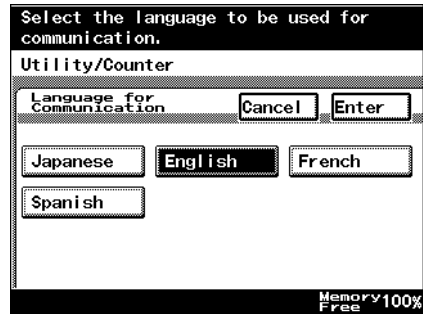 Select the language to be used for
communication.
Utility/Counter
Language for
Communication
Cancel
Enter
Japanese
English
French
Spanish
Memory
Free
100%